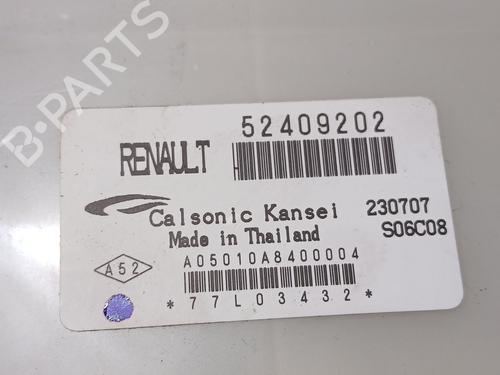 52409202
RENAULT
Calsonic Kansei
230707
Made in Thailand
S06C08
A52
A05010A8400004
*77L03432*
B-PARTS